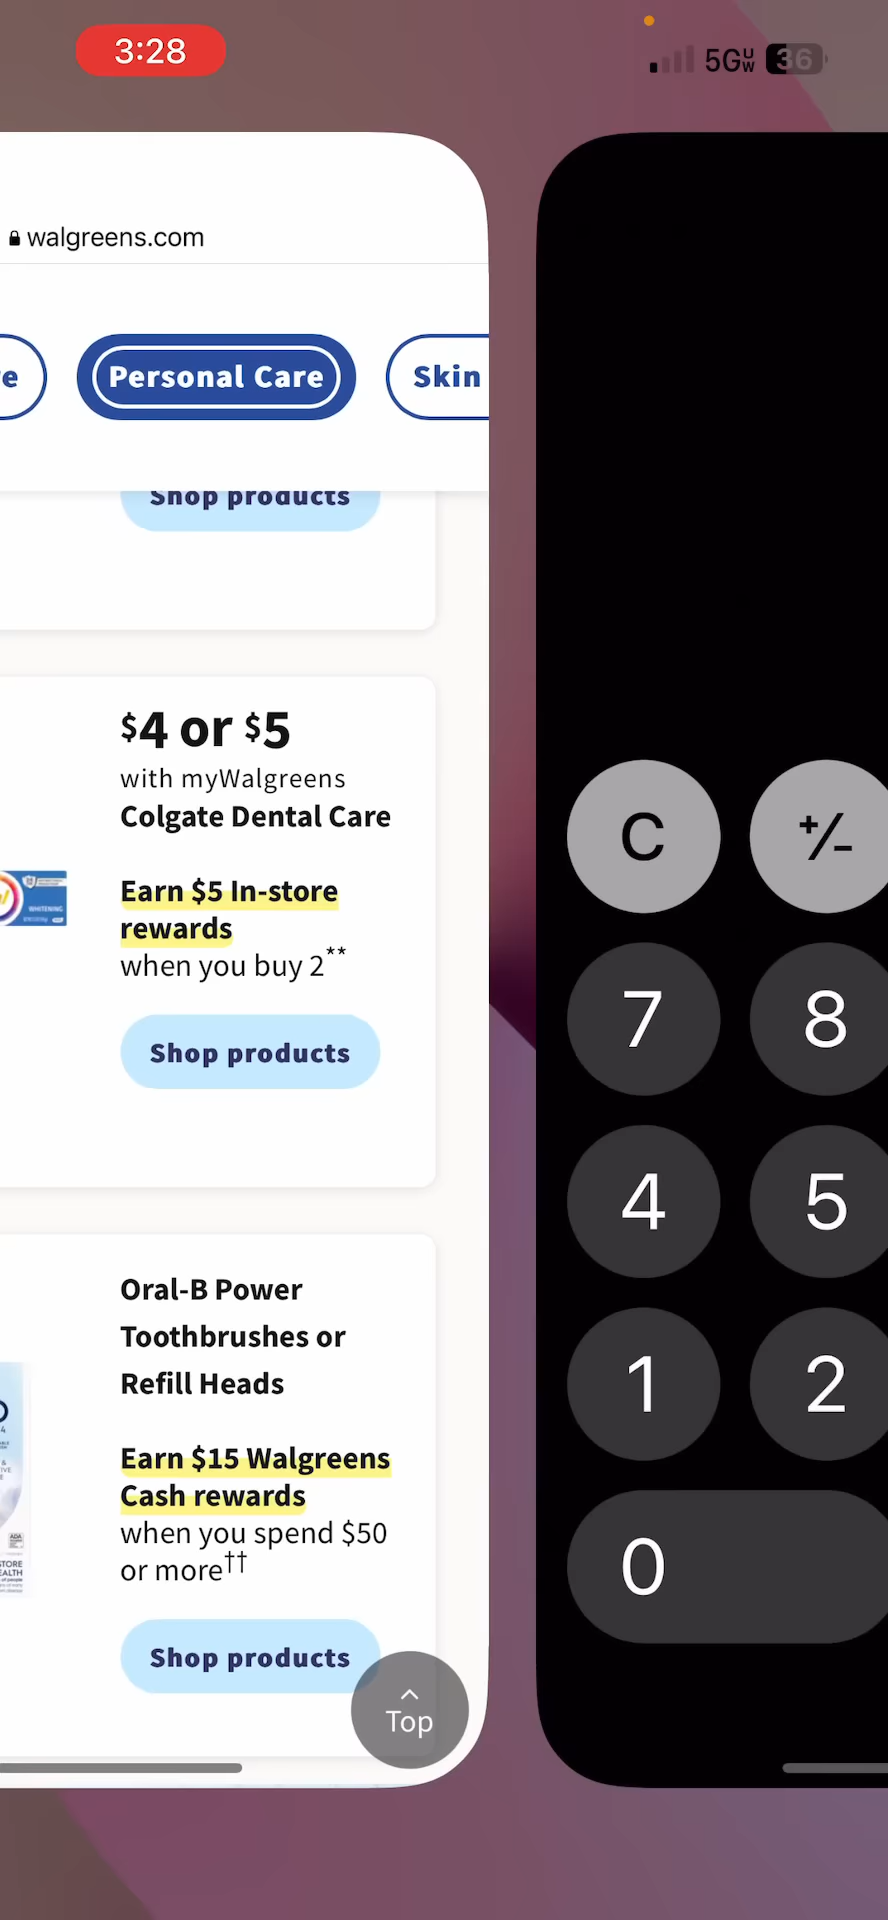 3:28
5GUW
36
walgreens.com
e
Personal Care
Skin
Shop products
$4 or $5
with myWalgreens
Colgate Dental Care
WHITENING
Earn $5 In-store
rewards
when you buy 2**
Shop products
Oral-B Power
Toothbrushes or
Refill Heads
Earn $15 Walgreens
Cash rewards
when you spend $50
or more††
Shop products
Top
C
+/-
7
8
4
5
1
2
0